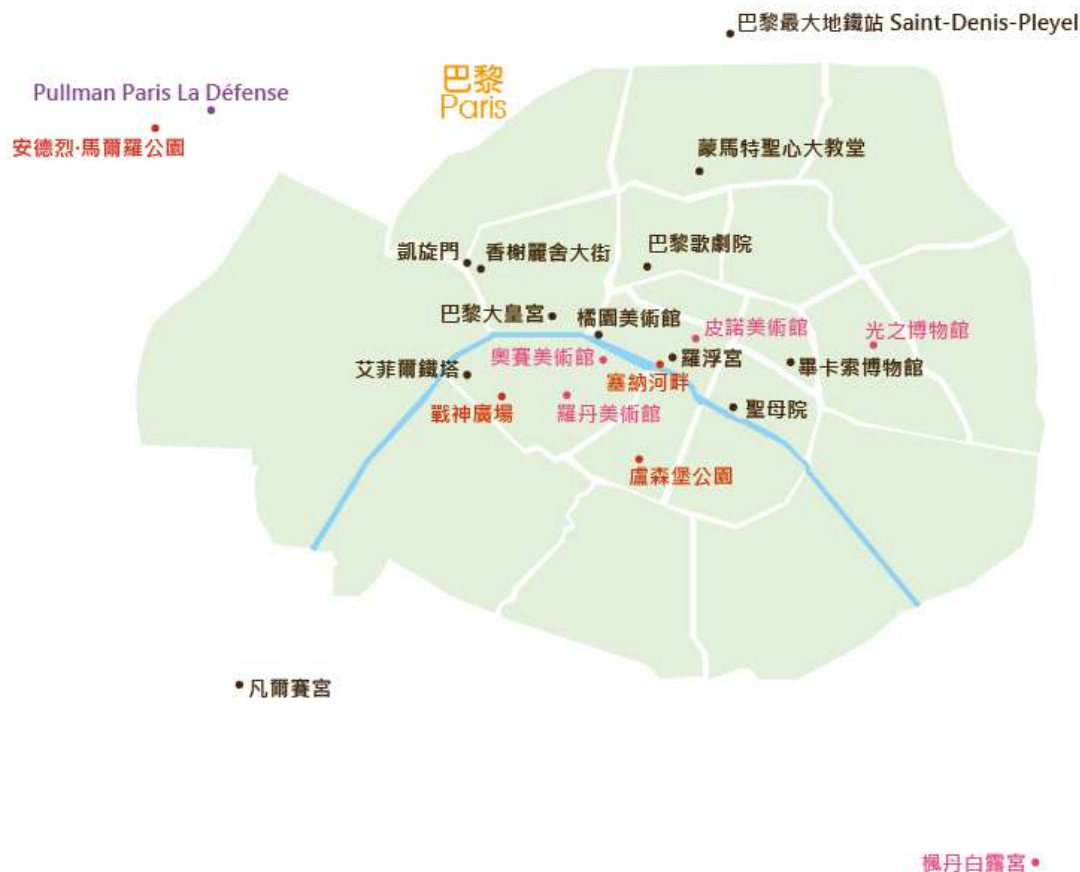 巴黎最大地鐵站 Saint-Denis-Pleyel
巴黎
Paris
Pullman Paris La Défense
安德烈·馬爾羅公園
蒙馬特聖心大教堂
凱旋門
香榭麗舍大街
巴黎歌劇院
巴黎大皇宮
橘園美術館
皮諾美術館
光之博物館
奧賽美術館
羅浮宮
艾菲爾鐵塔
塞納河畔
畢卡索博物館
戰神廣場
羅丹美術館
聖母院
盧森堡公園
凡爾賽宮
楓丹白露宮